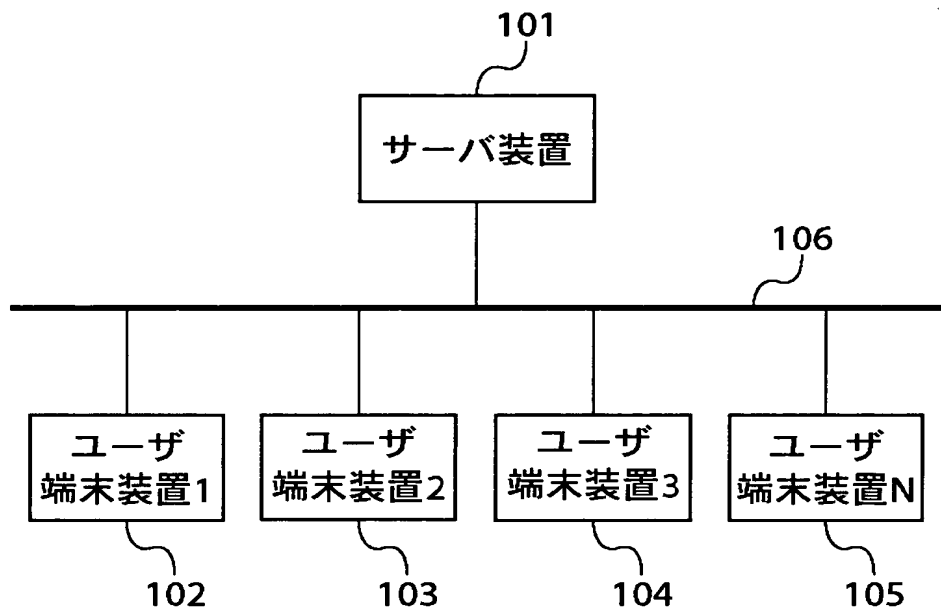 101
サーバ装置
106
ユーザ
端末装置1
ユーザ
端末装置2
ユーザ
端末装置3
ユーザ
端末装置N
102
103
104
105